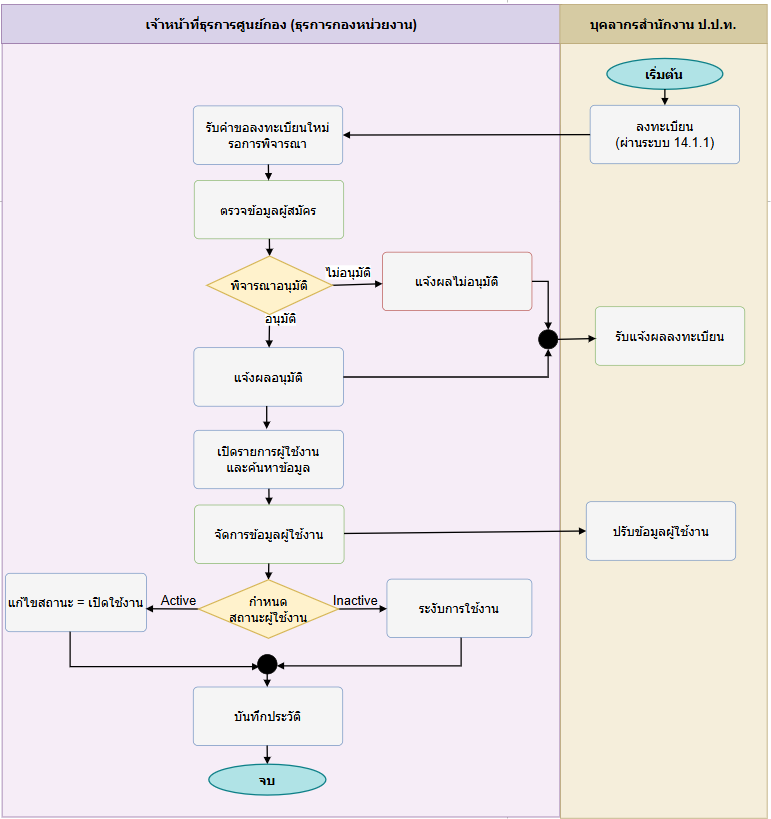 เจ้าหน้าที่ธุรการศูนย์กอง (ธุรการกองหน่วยงาน)
บุคลากรสำนักงาน ป.ป.ท.
เริ่มต้น
ลงทะเบียน
(ผ่านระบบ 14.1.1)
รับคำขอลงทะเบียนใหม่
รอการพิจารณา
ตรวจข้อมูลผู้สมัคร
พิจารณาอนุมัติ
ไม่อนุมัติ
แจ้งผลไม่อนุมัติ
อนุมัติ
รับแจ้งผลลงทะเบียน
แจ้งผลอนุมัติ
เปิดรายการผู้ใช้งาน
และค้นหาข้อมูล
จัดการข้อมูลผู้ใช้งาน
ปรับข้อมูลผู้ใช้งาน
กำหนด
สถานะผู้ใช้งาน
Active
แก้ไขสถานะ = เปิดใช้งาน
Inactive
ระงับการใช้งาน
บันทึกประวัติ
จบ